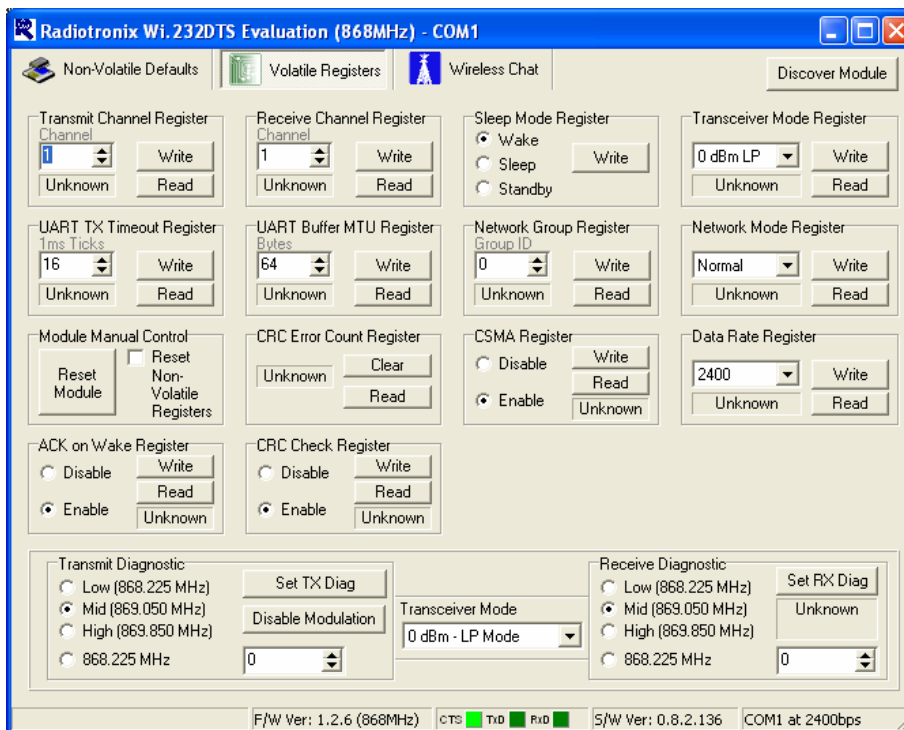 Radiotronix Wi.232DTS Evaluation (868MHz) - COM1
Non-Volatile Defaults Volatile Registers Wireless Chat Discover Module
Transmit Channel Register
Channel
1 Write
Unknown Read
Receive Channel Register
Channel
1 Write
Unknown Read
Sleep Mode Register
Wake
Sleep Write
Standby
Transceiver Mode Register
0 dBm LP Write
Unknown Read
UART TX Timeout Register
1ms Ticks
16 Write
Unknown Read
UART Buffer MTU Register
Bytes
64 Write
Unknown Read
Network Group Register
Group ID
0 Write
Unknown Read
Network Mode Register
Normal Write
Unknown Read
Module Manual Control
Reset Module
Reset
Non-
Volatile
Registers
CRC Error Count Register
Unknown Clear
Read
CSMA Register
Disable Write
Read
Enable Unknown
Data Rate Register
2400 Write
Unknown Read
ACK on Wake Register
Disable Write
Read
Enable Unknown
CRC Check Register
Disable Write
Read
Enable Unknown
Transmit Diagnostic
Low (868.225 MHz) Set TX Diag
Mid (869.050 MHz)
High (869.850 MHz) Disable Modulation
868.225 MHz 0
Transceiver Mode
0 dBm - LP Mode
Receive Diagnostic
Low (868.225 MHz) Set RX Diag
Mid (869.050 MHz) Unknown
High (869.850 MHz)
868.225 MHz 0
F/W Ver: 1.2.6 (868MHz) CTS TxD RxD S/W Ver: 0.8.2.136 COM1 at 2400bps